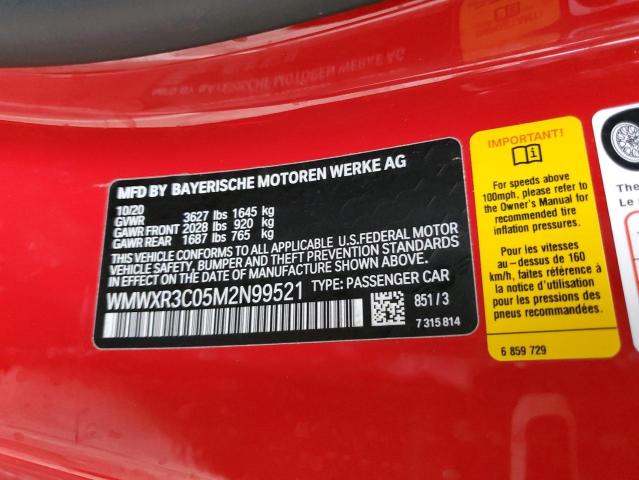 MFD BY BAYERISCHE MOTOREN WERKE AG
10/20
GVWR 3627 lbs 1645 kg
GAWR FRONT 2028 lbs 920 kg
GAWR REAR 1687 lbs 765 kg
THIS VEHICLE CONFORMS TO ALL APPLICABLE U.S.FEDERAL MOTOR
VEHICLE SAFETY, BUMPER, AND THEFT PREVENTION STANDARDS
IN EFFECT ON THE DATE OF MANUFACTURE SHOWN ABOVE.
WMWXR3C05M2N99521 TYPE: PASSENGER CAR
851 / 3
7 315 814
IMPORTANT!
For speeds above
100mph, please refer to
the Owner's Manual for
recommended tire
inflation pressures.
Pour les vitesses
au–dessus de 160
km/h, faites référence à
la notice d'utilisation
pour les pressions des
pneus recommandées.
6 859 729
The
Le